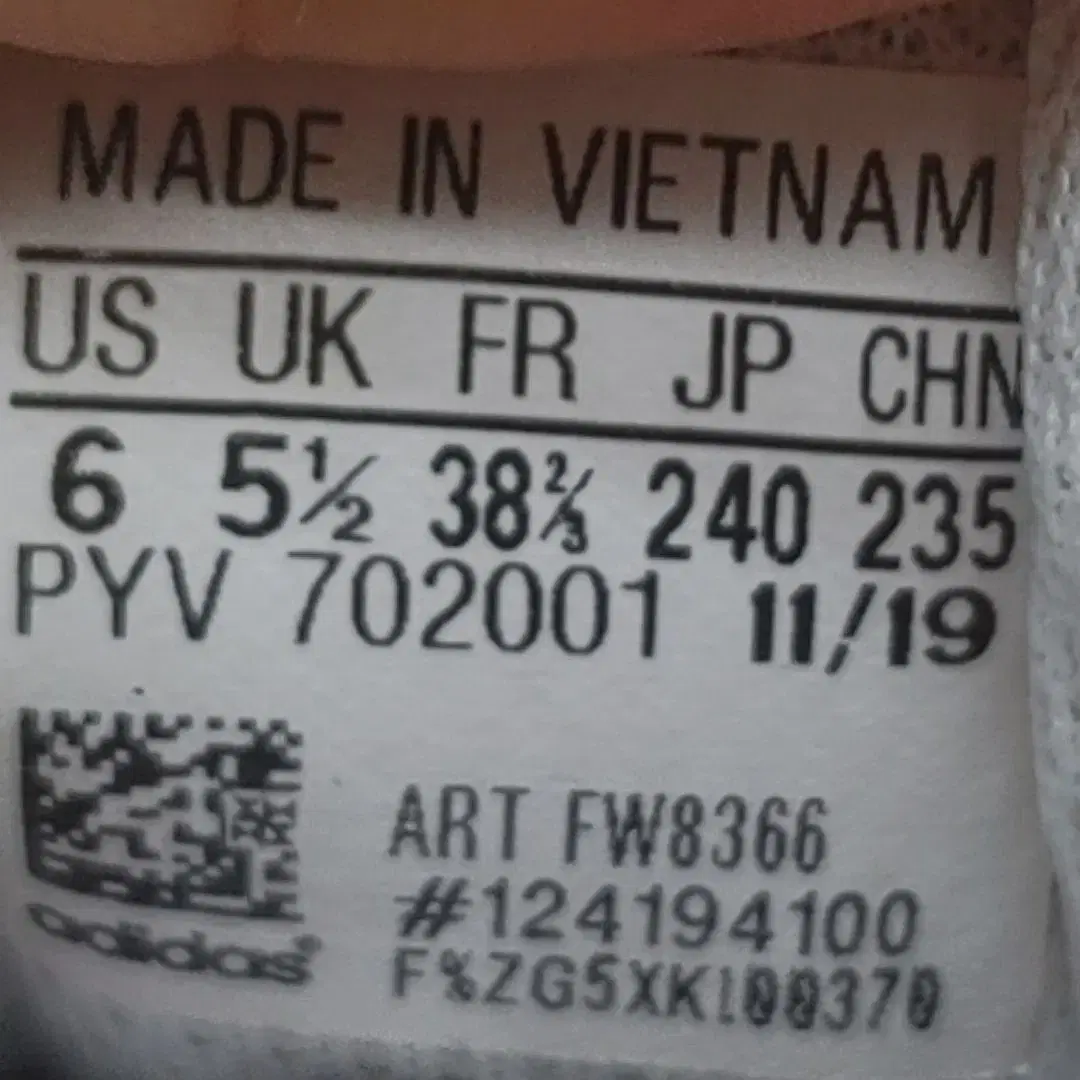 MADE IN VIETNAM
US UK FR JP CHN
6 5½ 38⅔ 240 235
PYV 702001 11/19
ART FW8366
#124194100
adidas®
F%ZG5XK100370